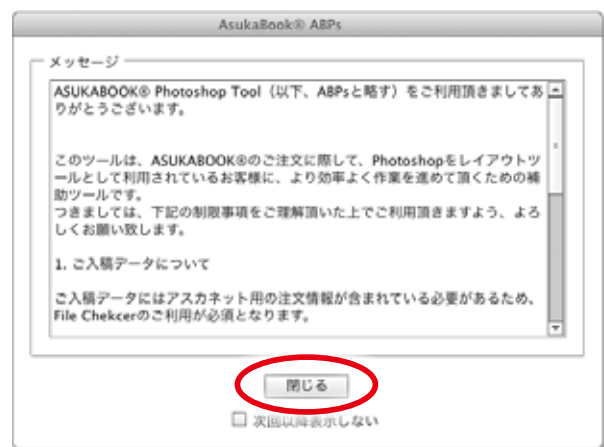 AsukaBook® ABPs
メッセージ
ASUKABOOK® Photoshop Tool（以下、ABPsと略す）をご利用頂きましてあ
りがとうございます。
このツールは、ASUKABOOK®のご注文に際して、Photoshopをレイアウトツ
ールとして利用されているお客様に、より効率よく作業を進めて頂くための補
助ツールです。
つきましては、下記の制限事項をご理解頂いた上でご利用頂きますよう、よろ
しくお願い致します。
1. ご入稿データについて
ご入稿データにはアスカネット用の注文情報が含まれている必要があるため、
File Chekcerのご利用が必須となります。
閉じる
次回以降表示しない